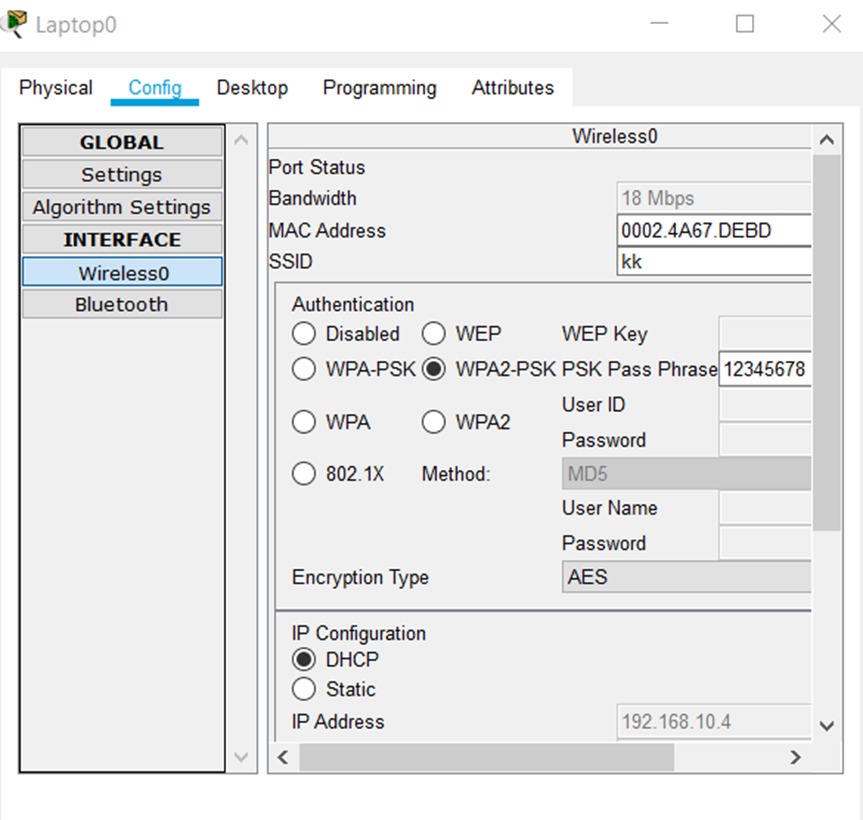 Laptop0
Physical Config Desktop Programming Attributes
GLOBAL
Settings
Algorithm Settings
INTERFACE
Wireless0
Bluetooth
Wireless0
Port Status
Bandwidth 18 Mbps
MAC Address 0002.4A67.DEBD
SSID kk
Authentication
Disabled WEP WEP Key
WPA-PSK WPA2-PSK PSK Pass Phrase 12345678
User ID
WPA WPA2
Password
802.1X Method: MD5
User Name
Password
Encryption Type AES
IP Configuration
DHCP
Static
IP Address 192.168.10.4